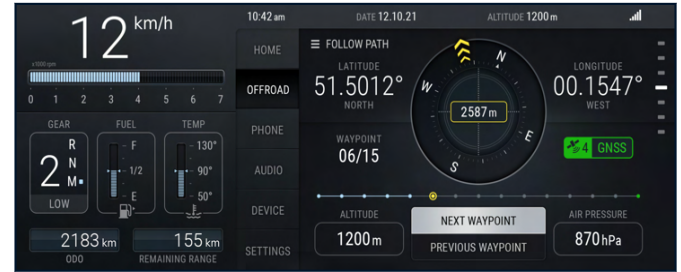 12 km/h
x1000 rpm
0 1 2 3 4 5 6 7
GEAR
R
N
M
2
LOW
FUEL
F
1/2
E
TEMP
130°
90°
50°
2183 km
ODO
155 km
REMAINING RANGE
10:42 am
DATE 12.10.21
ALTITUDE 1200 m
HOME
OFFROAD
PHONE
AUDIO
DEVICE
SETTINGS
FOLLOW PATH
LATITUDE
51.5012°
NORTH
WAYPOINT
06/15
N
W
E
S
2587 m
LONGITUDE
00.1547°
WEST
4 GNSS
ALTITUDE
1200 m
NEXT WAYPOINT
PREVIOUS WAYPOINT
AIR PRESSURE
870 hPa